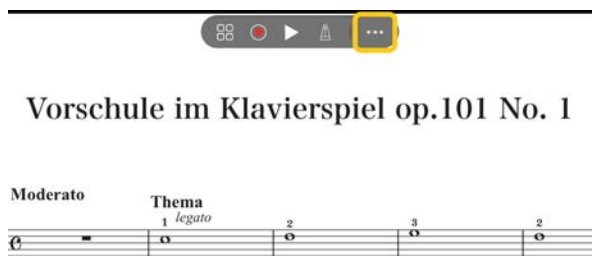 Vorschule im Klavierspiel op.101 No. 1
Moderato
Thema
1 legato 2 3 2